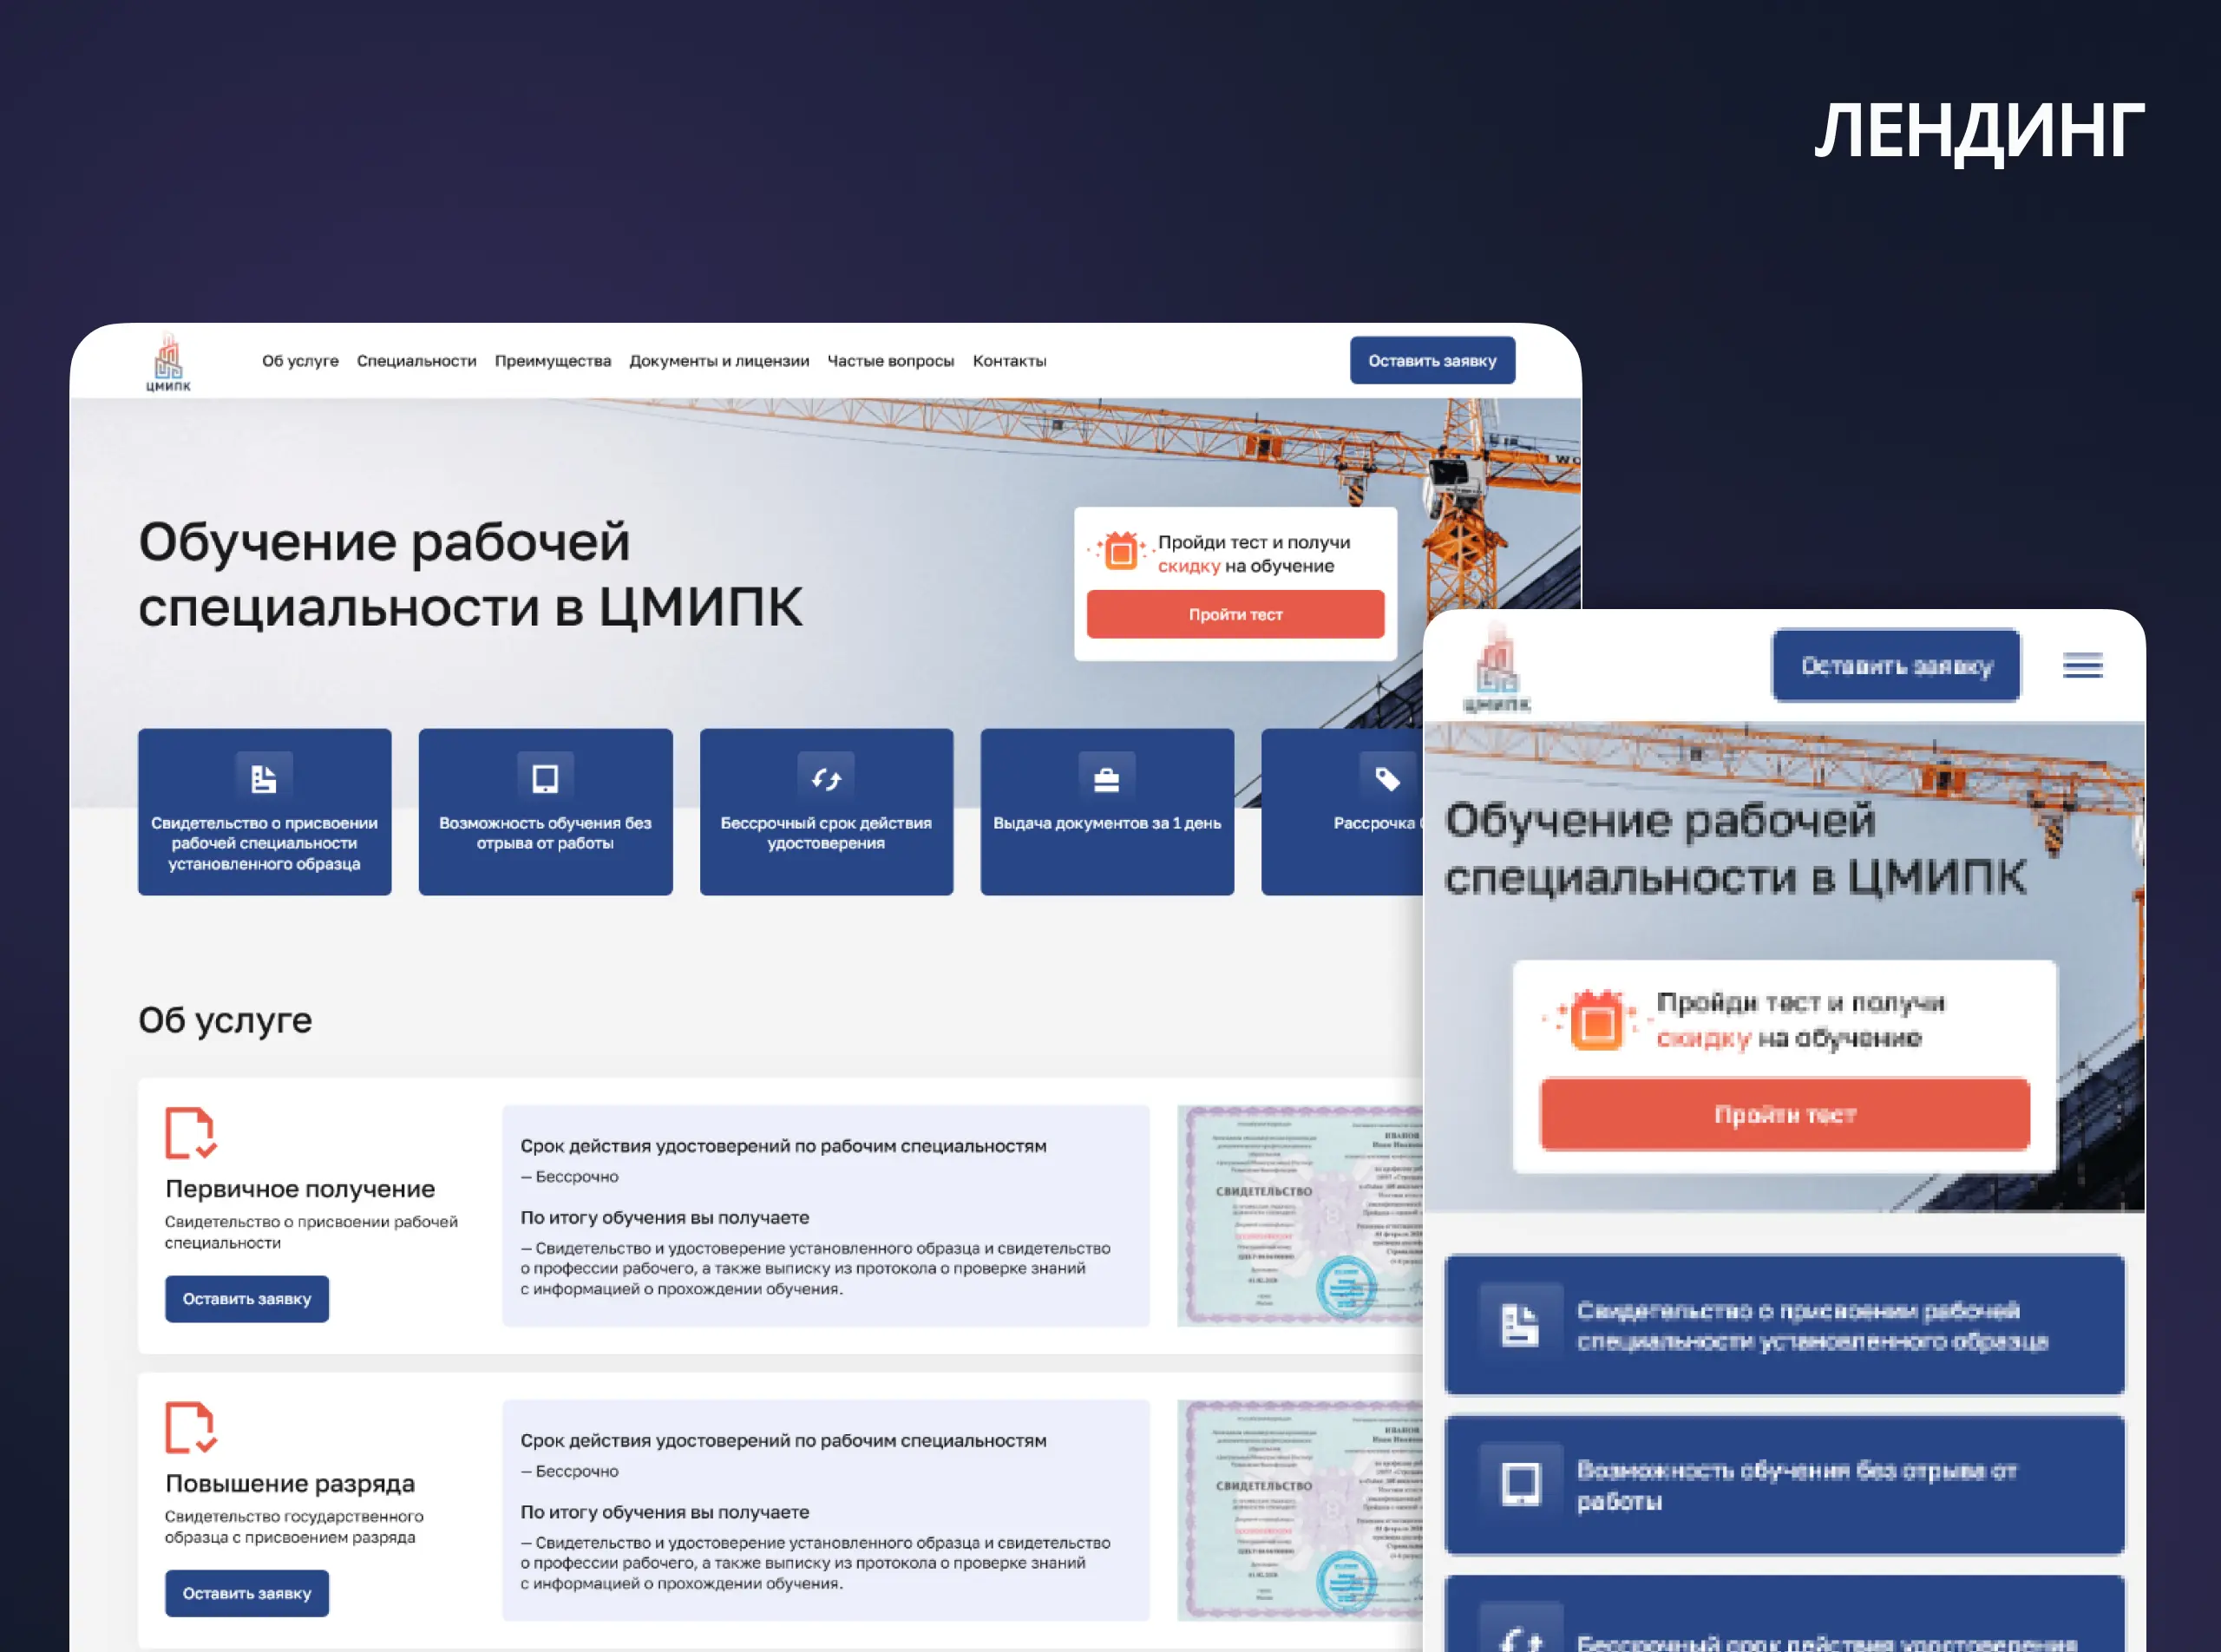 ЛЕНДИНГ
ЦМИПК
Об услуге
Специальности
Преимущества
Документы и лицензии
Частые вопросы
Контакты
Оставить заявку
Обучение рабочей
специальности в ЦМИПК
Пройди тест и получи
скидку на обучение
Пройти тест
Свидетельство о присвоении
рабочей специальности
установленного образца
Возможность обучения без
отрыва от работы
Бессрочный срок действия
удостоверения
Выдача документов за 1 день
Рассрочка
Об услуге
Первичное получение
Свидетельство о присвоении рабочей
специальности
Оставить заявку
Срок действия удостоверений по рабочим специальностям
– Бессрочно
По итогу обучения вы получаете
– Свидетельство и удостоверение установленного образца и свидетельство
о профессии рабочего, а также выписку из протокола о проверке знаний
с информацией о прохождении обучения.
СВИДЕТЕЛЬСТВО
ИВАНОВ
Повышение разряда
Свидетельство государственного
образца с присвоением разряда
Оставить заявку
Срок действия удостоверений по рабочим специальностям
– Бессрочно
По итогу обучения вы получаете
– Свидетельство и удостоверение установленного образца и свидетельство
о профессии рабочего, а также выписку из протокола о проверке знаний
с информацией о прохождении обучения.
СВИДЕТЕЛЬСТВО
ИВАНОВ
ЦМИПК
Оставить заявку
Обучение рабочей
специальности в ЦМИПК
Пройди тест и получи
скидку на обучение
Пройти тест
Свидетельство о присвоении рабочей
специальности установленного образца
Возможность обучения без отрыва от
работы
Бессрочный срок действия удостоверения